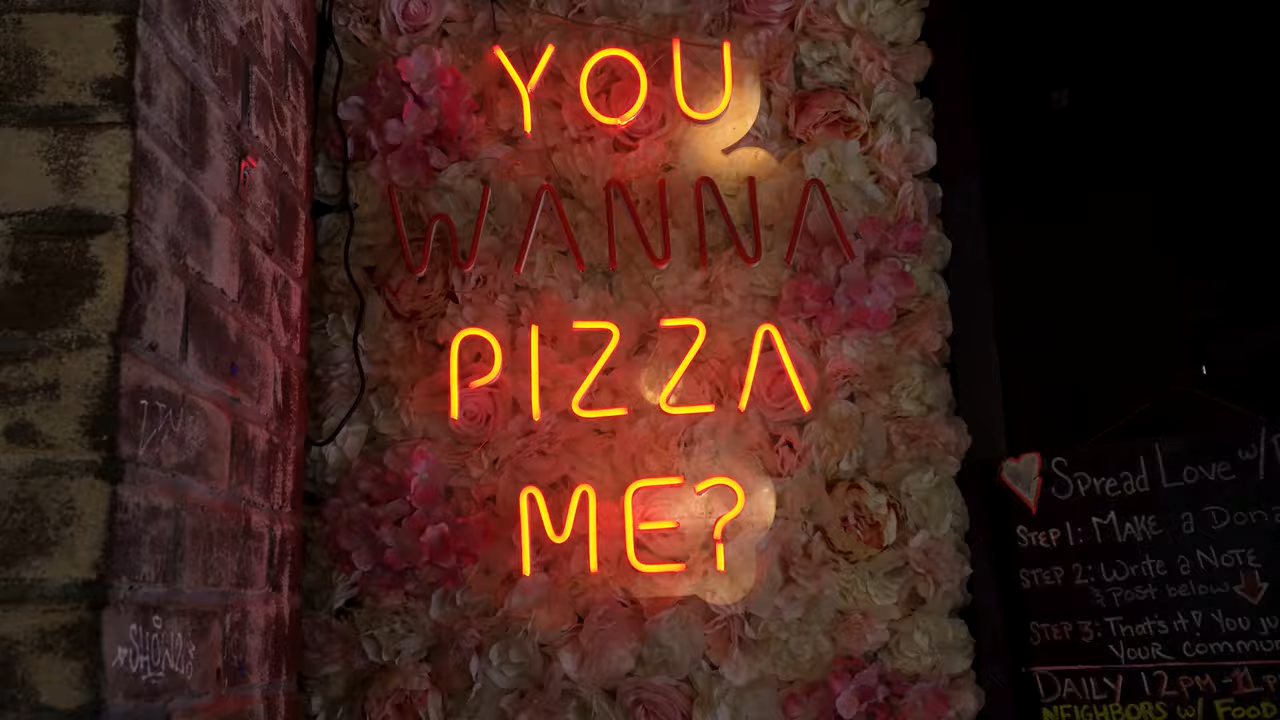 YOU
WANNA
PIZZA
ME?
Spread Love w/
STEP 1: MAKE a
STEP 2: Write a NOTE
& post below
STEP 3: That's it! You
YOUR
DAILY 12PM-11
NEIGHBORS w/ FOOD